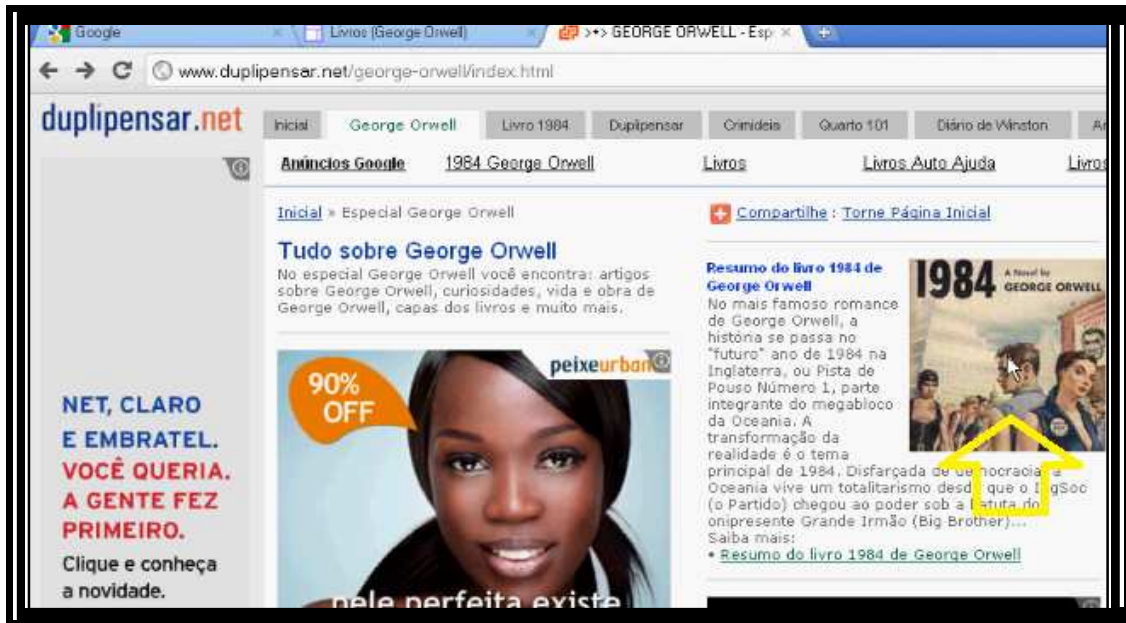 Google
Livros (George Orwell)
>+> GEORGE ORWELL - Esp
www.duplipensar.net/george-orwell/index.html
duplipensar.net
Inicial
George Orwell
Livro 1984
Duplipensar
Crimideia
Quarto 101
Diário de Winston
Anúncios Google
1984 George Orwell
Livros
Livros Auto Ajuda
Livros
Inicial » Especial George Orwell
Tudo sobre George Orwell
No especial George Orwell você encontra: artigos
sobre George Orwell, curiosidades, vida e obra de
George Orwell, capas dos livros e muito mais.
peixeurbano
90%
OFF
pele perfeita existe
NET, CLARO
E EMBRATEL.
VOCÊ QUERIA.
A GENTE FEZ
PRIMEIRO.
Clique e conheça
a novidade.
Compartilhe : Torne Página Inicial
Resumo do livro 1984 de
George Orwell
No mais famoso romance
de George Orwell, a
história se passa no
"futuro" ano de 1984 na
Inglaterra, ou Pista de
Pouso Número 1, parte
integrante do megabloco
da Oceania. A
transformação da
realidade é o tema
principal de 1984. Disfarçada de democracia, a
Oceania vive um totalitarismo desde que o IngSoc
(o Partido) chegou ao poder sob a batuta do
onipresente Grande Irmão (Big Brother)...
Saiba mais:
• Resumo do livro 1984 de George Orwell
1984
A Novel by
GEORGE ORWELL